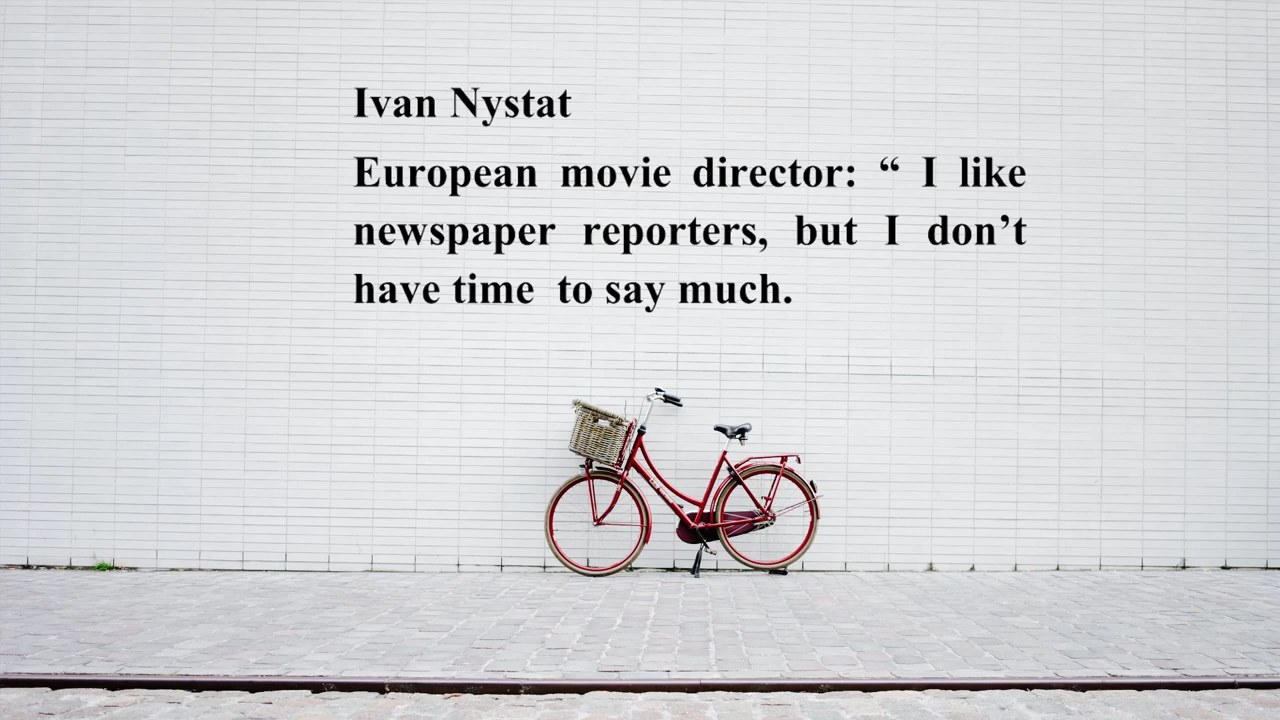 Ivan Nystat
European movie director: “ I like
newspaper reporters, but I don’t
have time  to say much.